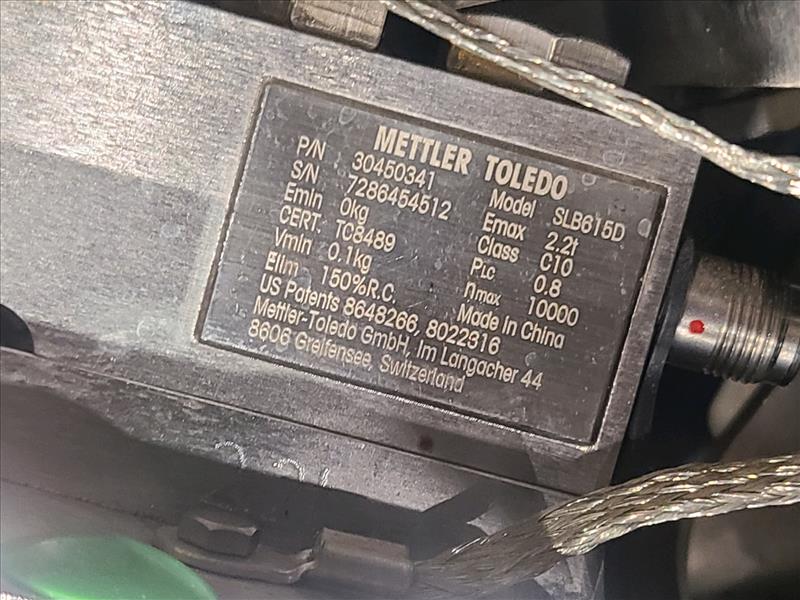 METTLER TOLEDO
P/N 30450341 Model SLB615D
S/N 7286454512 Emax 2.2t
Emin 0kg Class C10
CERT. TC8489 PLC 0.8
Vmin 0.1kg nmax 10000
Elim 150%R.C. Made in China
US Patents 8648266, 8022316
Mettler-Toledo GmbH, Im Langacher 44
8606 Greifensee, Switzerland